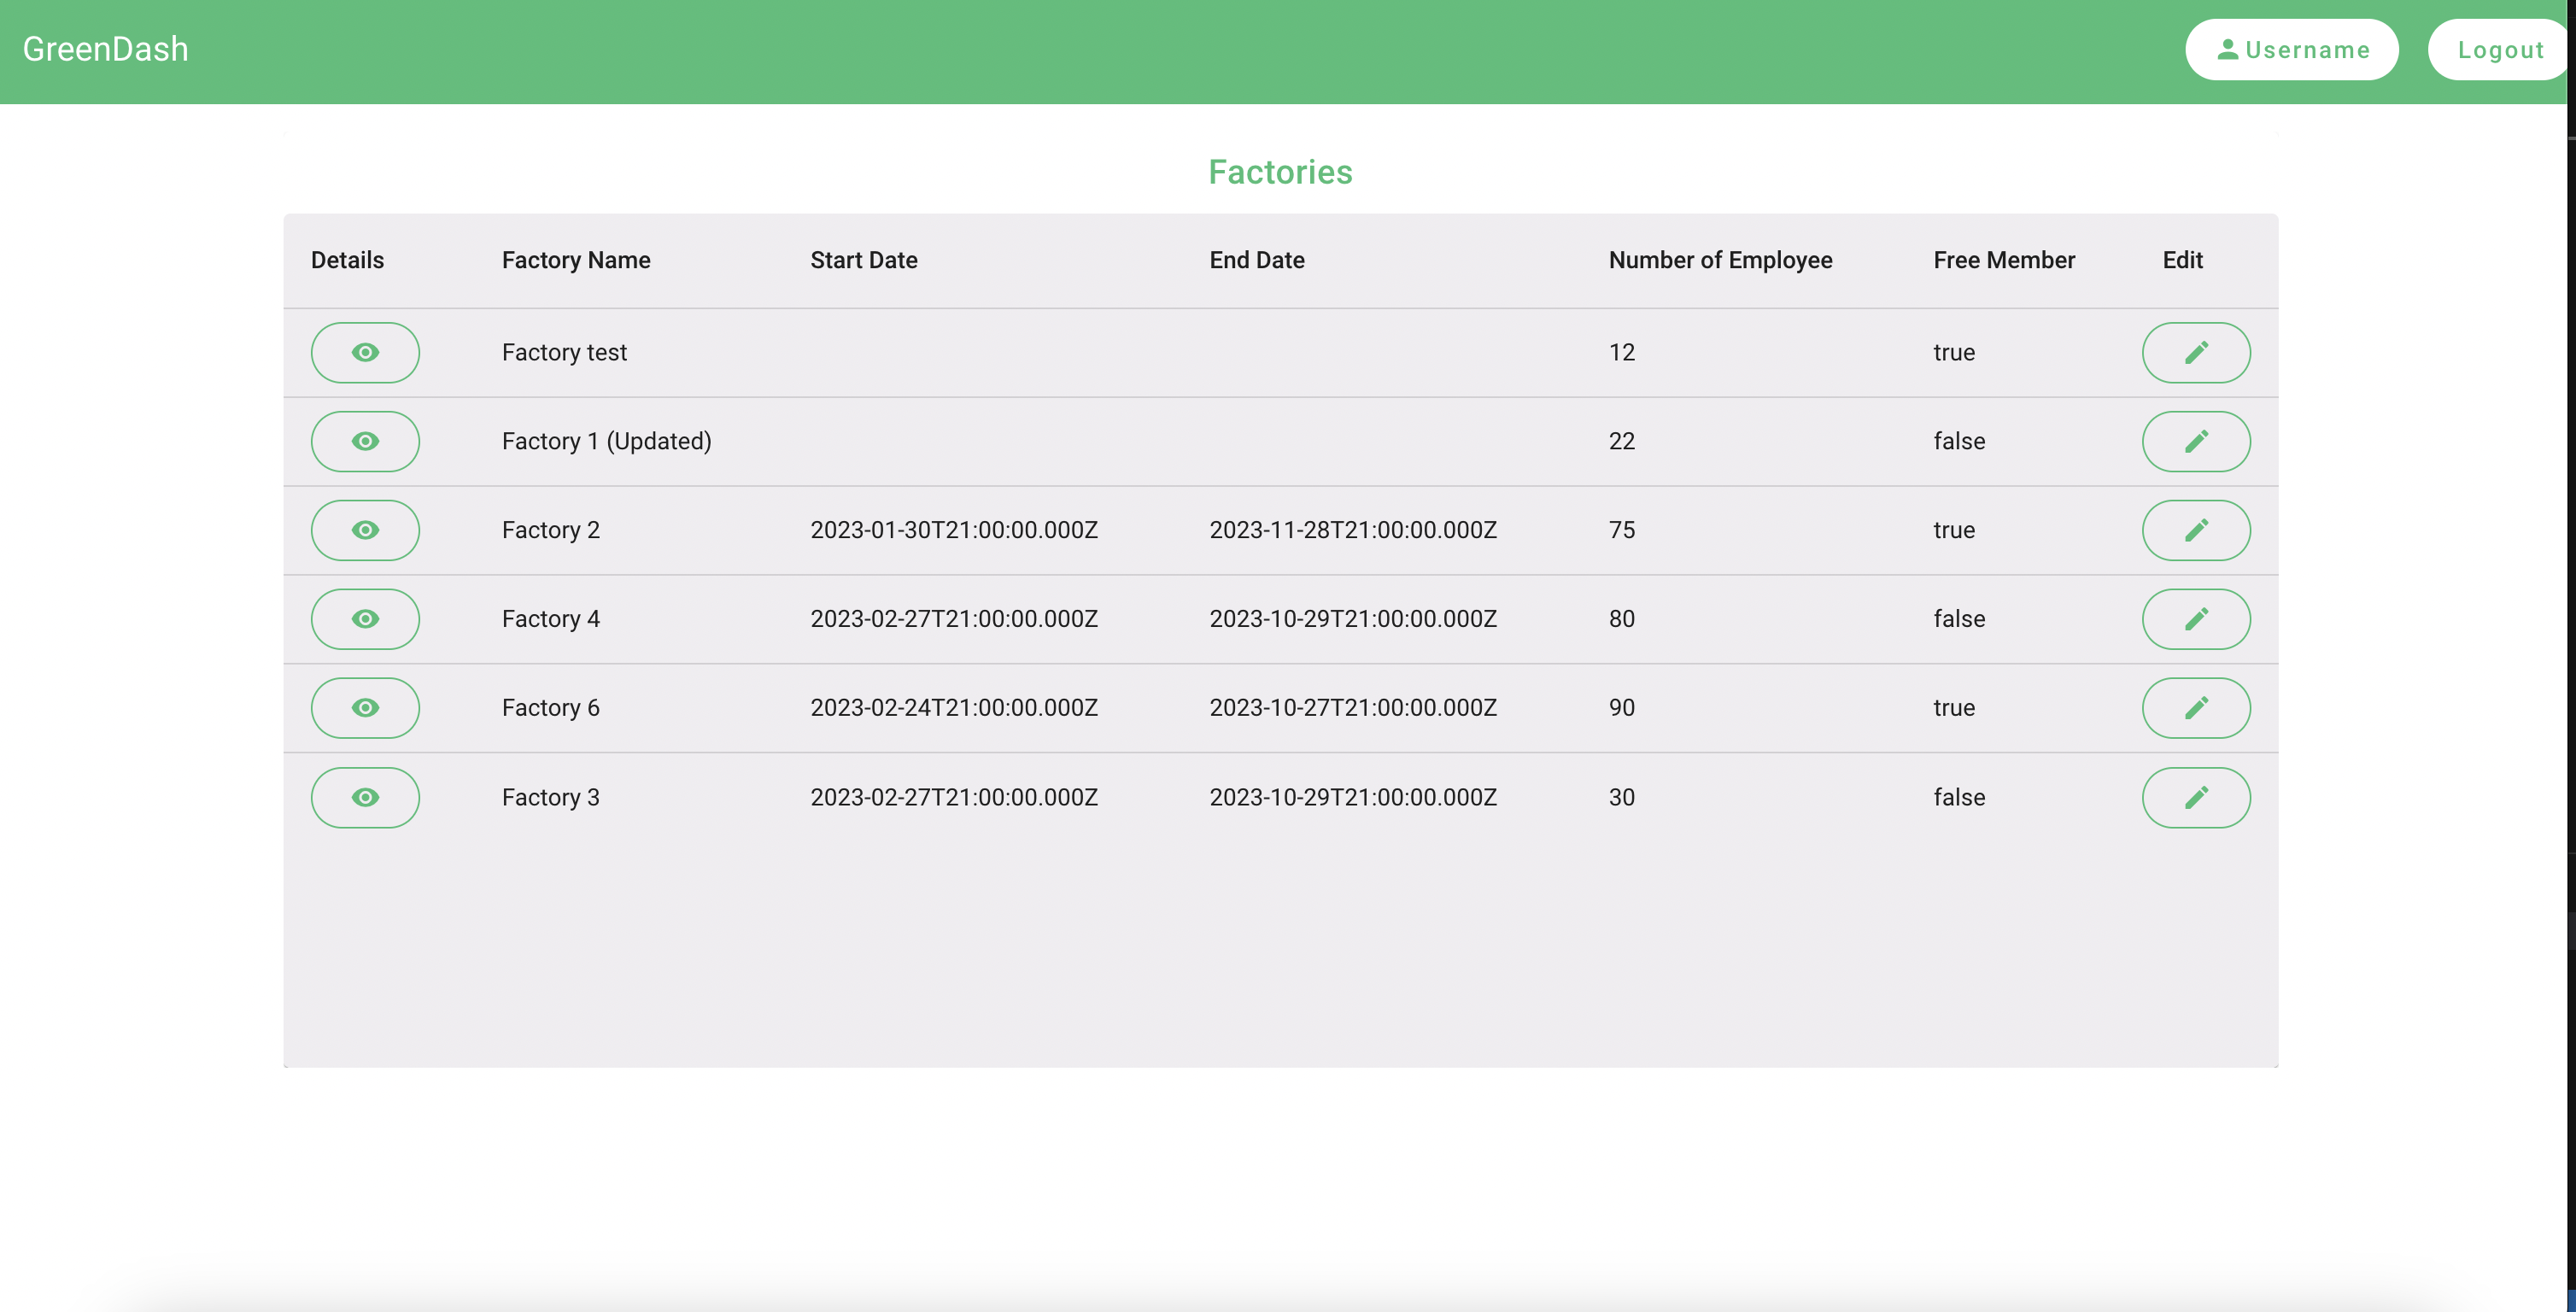 GreenDash Username Logout
Factories
Details Factory Name Start Date End Date Number of Employee Free Member Edit
Factory test 12 true
Factory 1 (Updated) 22 false
Factory 2 2023-01-30T21:00:00.000Z 2023-11-28T21:00:00.000Z 75 true
Factory 4 2023-02-27T21:00:00.000Z 2023-10-29T21:00:00.000Z 80 false
Factory 6 2023-02-24T21:00:00.000Z 2023-10-27T21:00:00.000Z 90 true
Factory 3 2023-02-27T21:00:00.000Z 2023-10-29T21:00:00.000Z 30 false